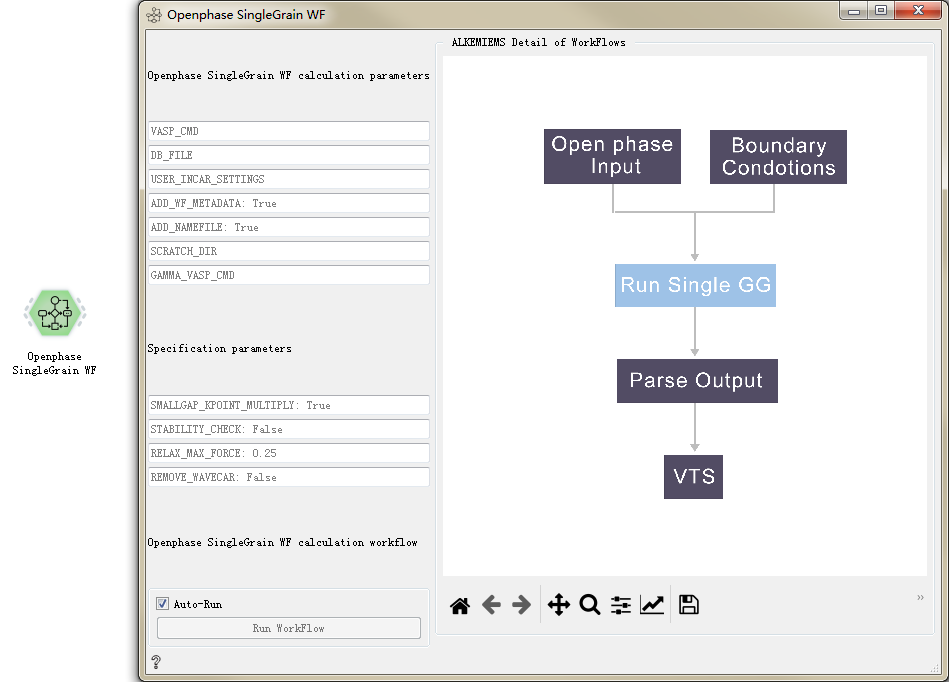 Openphase SingleGrain WF
Openphase
SingleGrain WF
Openphase SingleGrain WF calculation parameters
VASP_CMD
DB_FILE
USER_INCAR_SETTINGS
ADD_WF_METADATA: True
ADD_NAMEFILE: True
SCRATCH_DIR
GAMMA_VASP_CMD
Specification parameters
SMALLGAP_KPOINT_MULTIPLY: True
STABILITY_CHECK: False
RELAX_MAX_FORCE: 0.25
REMOVE_WAVECAR: False
Openphase SingleGrain WF calculation workflow
Auto-Run
Run WorkFlow
?
ALKEMIEMS Detail of WorkFlows
Open phase
Input
Boundary
Condotions
Run Single GG
Parse Output
VTS
»